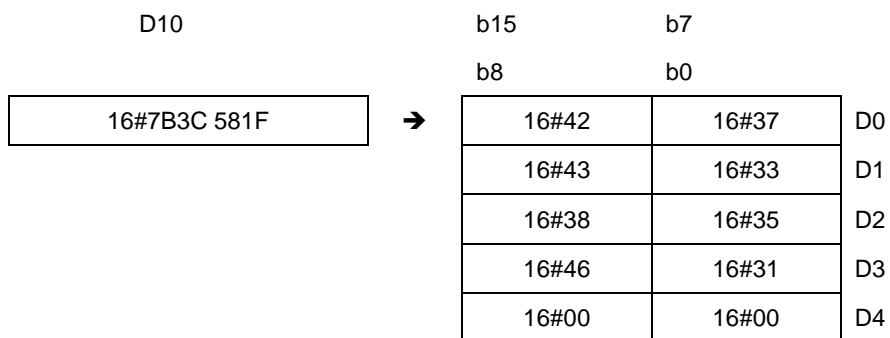 D10 b15 b7
b8 b0
16#7B3C 581F ➔ 16#42 16#37 D0
16#43 16#33 D1
16#38 16#35 D2
16#46 16#31 D3
16#00 16#00 D4